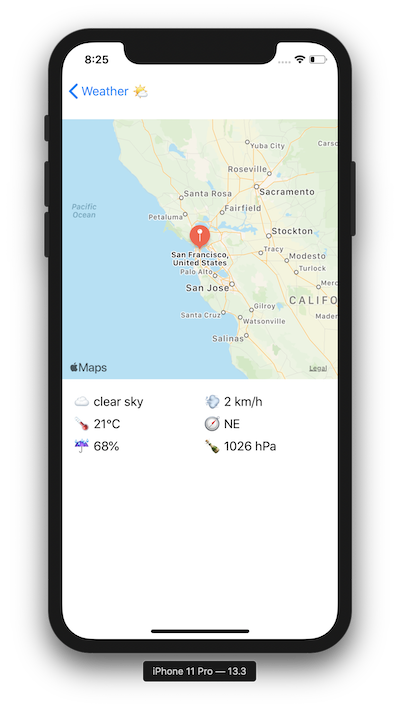 8:25
Weather 🌤️
Yuba City
Carso
Roseville
Santa Rosa
Sacramento
Pacific
Ocean
Petaluma
Fairfield
Stockton
San Francisco,
United States
Tracy
Modesto
Palo Alto
Turlock
San Jose
Merc
Gilroy
CALIFO
Santa Cruz
Watsonville
Mader
Salinas
Maps
Legal
clear sky
2 km/h
21°C
NE
68%
1026 hPa
iPhone 11 Pro — 13.3